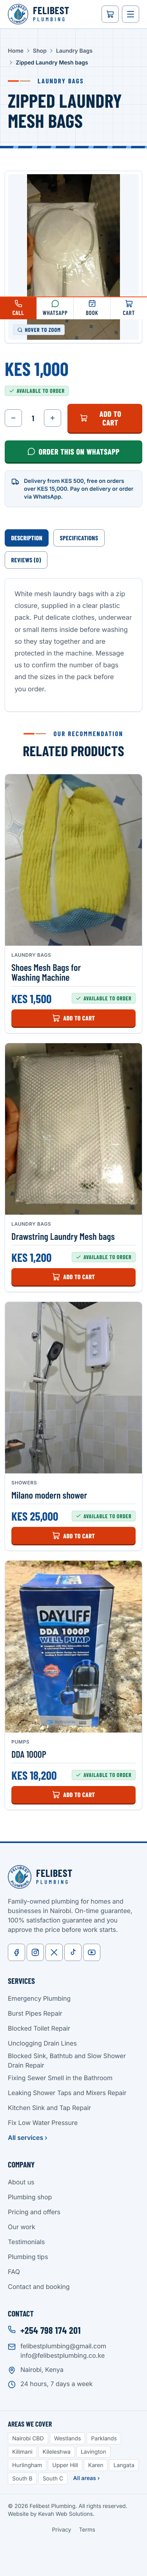 FELIBEST
PLUMBING
Home > Shop > Laundry Bags
> Zipped Laundry Mesh bags
LAUNDRY BAGS
ZIPPED LAUNDRY
MESH BAGS
CALL
WHATSAPP
BOOK
CART
HOVER TO ZOOM
KES 1,000
AVAILABLE TO ORDER
− 1 +
ADD TO
CART
ORDER THIS ON WHATSAPP
Delivery from KES 500, free on orders
over KES 15,000. Pay on delivery or order
via WhatsApp.
DESCRIPTION
SPECIFICATIONS
REVIEWS (0)
White mesh laundry bags with a zip
closure, supplied in a clear plastic
pack. Put delicate clothes, underwear
or small items inside before washing
so they do not stretch and are
protected in the machine. Message
us to confirm the number of bags
and the sizes in the pack before
you order.
OUR RECOMMENDATION
RELATED PRODUCTS
LAUNDRY BAGS
Shoes Mesh Bags for
Washing Machine
KES 1,500
AVAILABLE TO ORDER
ADD TO CART
LAUNDRY BAGS
Drawstring Laundry Mesh bags
KES 1,200
AVAILABLE TO ORDER
ADD TO CART
SHOWERS
Milano modern shower
KES 25,000
AVAILABLE TO ORDER
ADD TO CART
DAYLIFF
DDA 1000P
WELL PUMP
PUMPS
DDA 1000P
KES 18,200
AVAILABLE TO ORDER
ADD TO CART
FELIBEST
PLUMBING
Family-owned plumbing for homes and
businesses in Nairobi. On-time guarantee,
100% satisfaction guarantee and you
approve the price before work starts.
SERVICES
Emergency Plumbing
Burst Pipes Repair
Blocked Toilet Repair
Unclogging Drain Lines
Blocked Sink, Bathtub and Slow Shower
Drain Repair
Fixing Sewer Smell in the Bathroom
Leaking Shower Taps and Mixers Repair
Kitchen Sink and Tap Repair
Fix Low Water Pressure
All services ›
COMPANY
About us
Plumbing shop
Pricing and offers
Our work
Testimonials
Plumbing tips
FAQ
Contact and booking
CONTACT
+254 798 174 201
felibestplumbing@gmail.com
info@felibestplumbing.co.ke
Nairobi, Kenya
24 hours, 7 days a week
AREAS WE COVER
Nairobi CBD
Westlands
Parklands
Kilimani
Kileleshwa
Lavington
Hurlingham
Upper Hill
Karen
Langata
South B
South C
All areas ›
© 2026 Felibest Plumbing. All rights reserved.
Website by Kevah Web Solutions.
Privacy
Terms